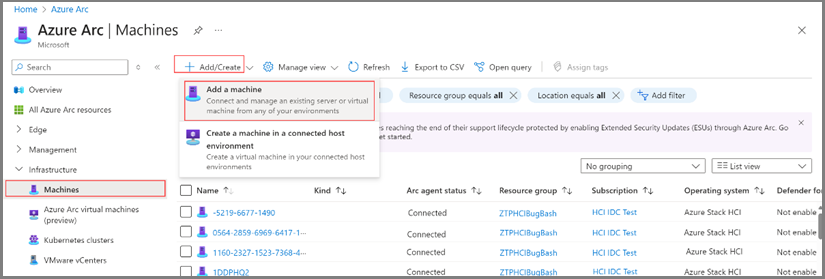 Home > Azure Arc >
Azure Arc | Machines
Microsoft
Search
Add/Create
Manage view
Refresh
Export to CSV
Open query
Assign tags
Add a machine
Connect and manage an existing server or virtual
machine from any of your environments
Create a machine in a connected host
environment
Create a virtual machine in your connected host
environments
Resource group equals all
Location equals all
Add filter
es reaching the end of their support lifecycle protected by enabling Extended Security Updates (ESUs) through Azure Arc. Go
et started.
No grouping
List view
Overview
All Azure Arc resources
Edge
Management
Infrastructure
Machines
Azure Arc virtual machines
(preview)
Kubernetes clusters
VMware vCenters
Name Kind Arc agent status Resource group Subscription Operating system Defender for
-5219-6677-1490 Connected ZTPHCIBugBash HCI IDC Test Azure Stack HCI Not enable
0564-2859-6969-6417-1··· Connected ZTPHCIBugBash HCI IDC Test Azure Stack HCI Not enable
1160-2327-1523-7368-4··· Connected ZTPHCIBugBash HCI IDC Test Azure Stack HCI Not enable
1DDPHQ2 Connected ZTPHCIBugBash HCI IDC Test Azure Stack HCI Not enable